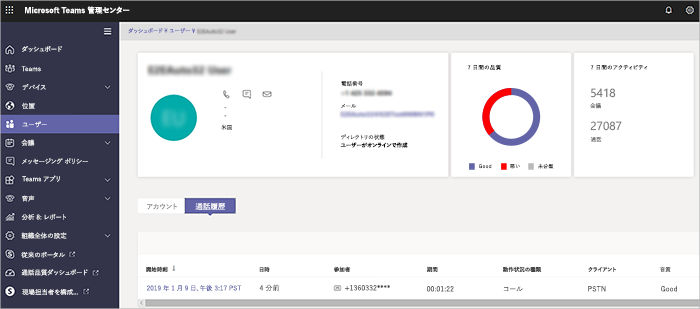 Microsoft Teams 管理センター
ダッシュボード
Teams
デバイス
位置
ユーザー
会議
メッセージング ポリシー
Teams アプリ
音声
分析 & レポート
組織全体の設定
従来のポータル
通話品質ダッシュボード
現場担当者を構成...
ダッシュボード ¥ ユーザー ¥
-
-
米国
電話番号
メール
ディレクトリの状態
ユーザーがオンラインで作成
7 日間の品質
Good 悪い 未分類
7 日間のアクティビティ
5418
会議
27087
通話
アカウント 通話履歴
開始時刻 ↓ 日時 参加者 期間 動作状況の種類 クライアント 音質
2019 年 1 月 9 日、午後 3:17 PST 4 分前 +1360332**** 00:01:22 コール PSTN Good